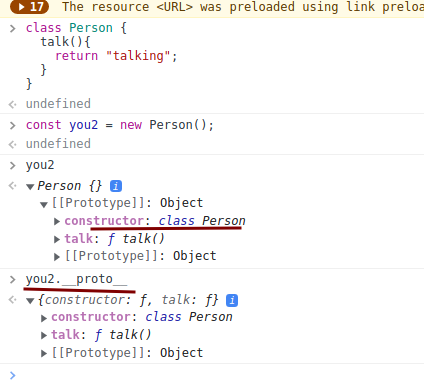 17 The resource <URL> was preloaded using link preloa
class Person {
talk(){
return "talking";
}
}
undefined
const you2 = new Person();
undefined
you2
Person {} i
[[Prototype]]: Object
constructor: class Person
talk: ƒ talk()
[[Prototype]]: Object
you2.__proto__
{constructor: ƒ, talk: ƒ} i
constructor: class Person
talk: ƒ talk()
[[Prototype]]: Object